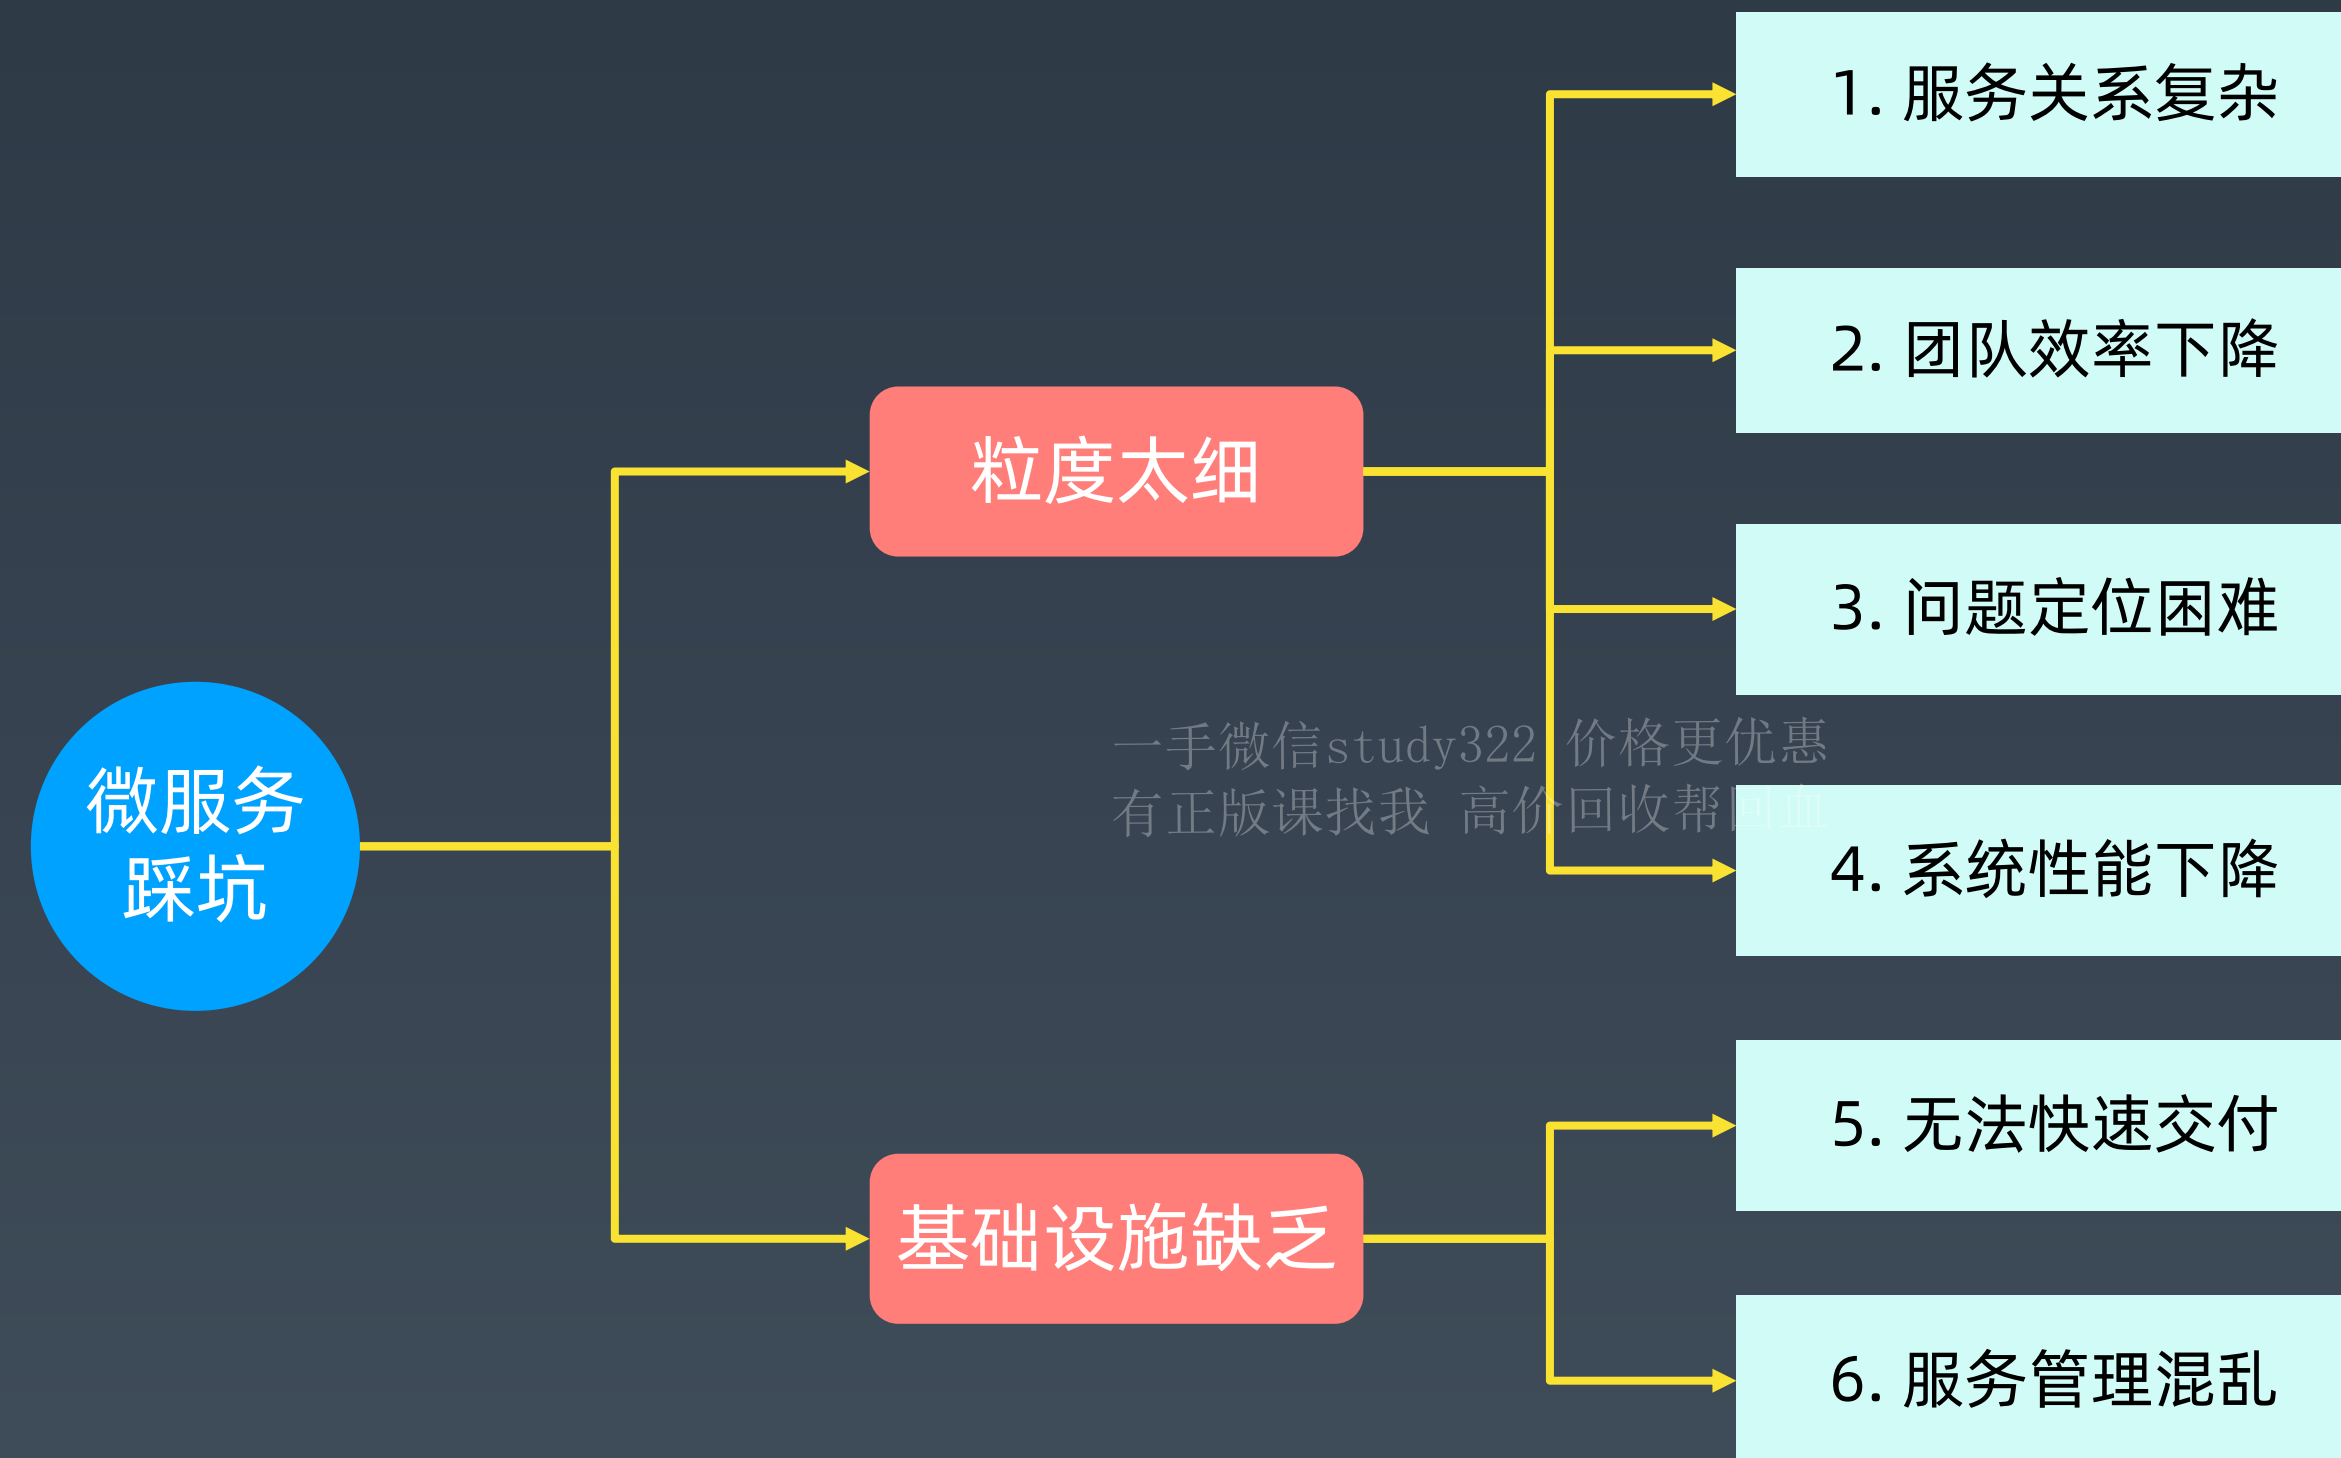 微服务
踩坑
粒度太细
基础设施缺乏
1. 服务关系复杂
2. 团队效率下降
3. 问题定位困难
4. 系统性能下降
5. 无法快速交付
6. 服务管理混乱
一手微信study322 价格更优惠
有正版课找我 高价回收帮回血